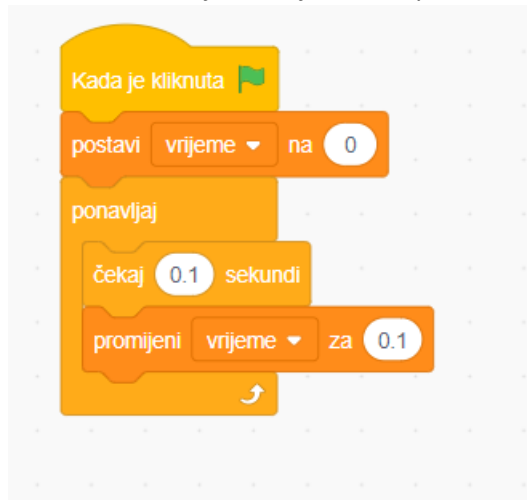 Kada je kliknuta
postavi vrijeme na 0
ponavljaj
čekaj 0.1 sekundi
promijeni vrijeme za 0.1